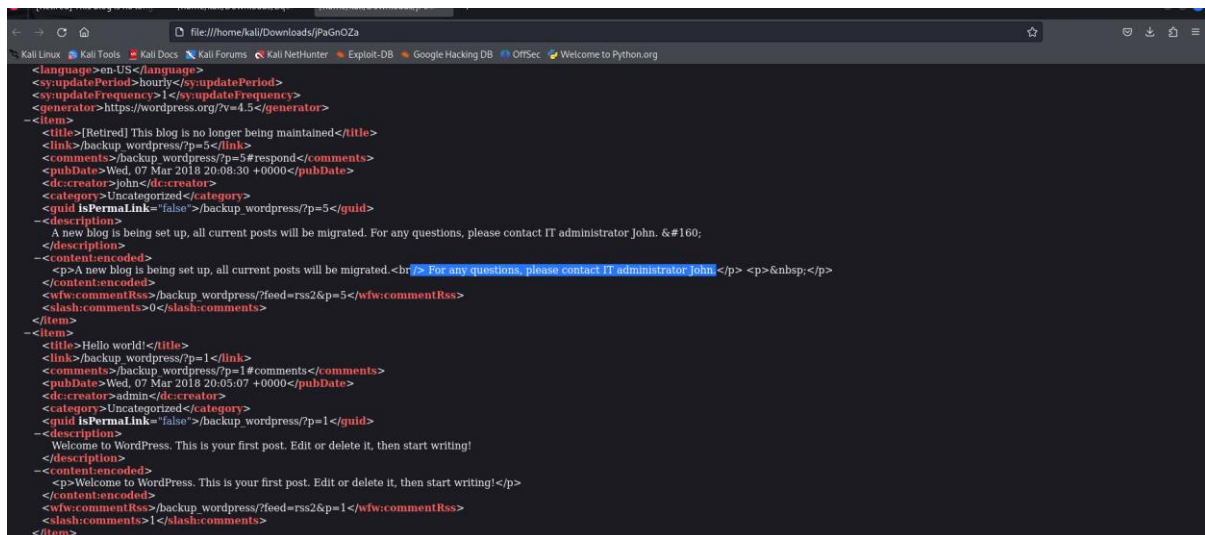 file:///home/kali/Downloads/jPaGnOZa
Kali Linux Kali Tools Kali Docs Kali Forums Kali NetHunter Exploit-DB Google Hacking DB OffSec Welcome to Python.org
<language>en-US</language>
<sy:updatePeriod>hourly</sy:updatePeriod>
<sy:updateFrequency>1</sy:updateFrequency>
<generator>https://wordpress.org/?v=4.5</generator>
−<item>
<title>[Retired] This blog is no longer being maintained</title>
<link>/backup_wordpress/?p=5</link>
<comments>/backup_wordpress/?p=5#respond</comments>
<pubDate>Wed, 07 Mar 2018 20:08:30 +0000</pubDate>
<dc:creator>john</dc:creator>
<category>Uncategorized</category>
<guid isPermaLink="false">/backup_wordpress/?p=5</guid>
−<description>
A new blog is being set up, all current posts will be migrated. For any questions, please contact IT administrator John. &#160;
</description>
−<content:encoded>
<p>A new blog is being set up, all current posts will be migrated.<br /> For any questions, please contact IT administrator John.</p> <p>&nbsp;</p>
</content:encoded>
<wfw:commentRss>/backup_wordpress/?feed=rss2&p=5</wfw:commentRss>
<slash:comments>0</slash:comments>
</item>
−<item>
<title>Hello world!</title>
<link>/backup_wordpress/?p=1</link>
<comments>/backup_wordpress/?p=1#comments</comments>
<pubDate>Wed, 07 Mar 2018 20:05:07 +0000</pubDate>
<dc:creator>admin</dc:creator>
<category>Uncategorized</category>
<guid isPermaLink="false">/backup_wordpress/?p=1</guid>
−<description>
Welcome to WordPress. This is your first post. Edit or delete it, then start writing!
</description>
−<content:encoded>
<p>Welcome to WordPress. This is your first post. Edit or delete it, then start writing!</p>
</content:encoded>
<wfw:commentRss>/backup_wordpress/?feed=rss2&p=1</wfw:commentRss>
<slash:comments>1</slash:comments>
</item>